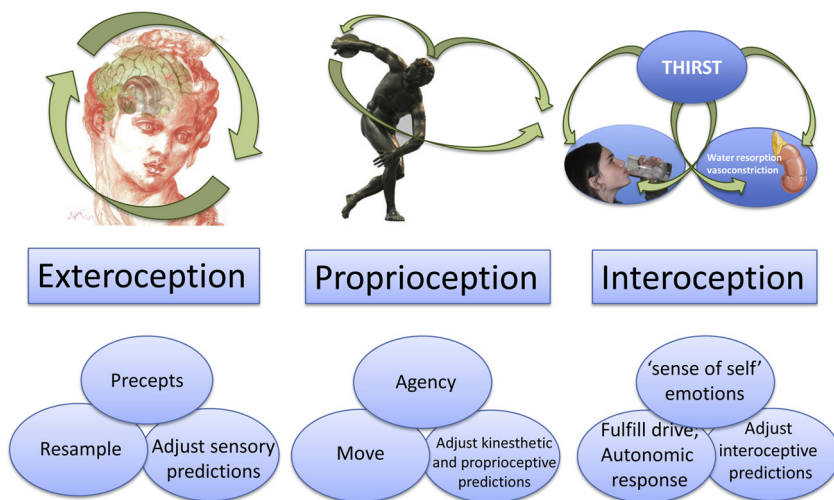 THIRST
Water resorption
vasoconstriction
Exteroception
Proprioception
Interoception
Precepts
Resample
Adjust sensory
predictions
Agency
Move
Adjust kinesthetic
and proprioceptive
predictions
‘sense of self’
emotions
Fulfill drive,
Autonomic
response
Adjust
interoceptive
predictions